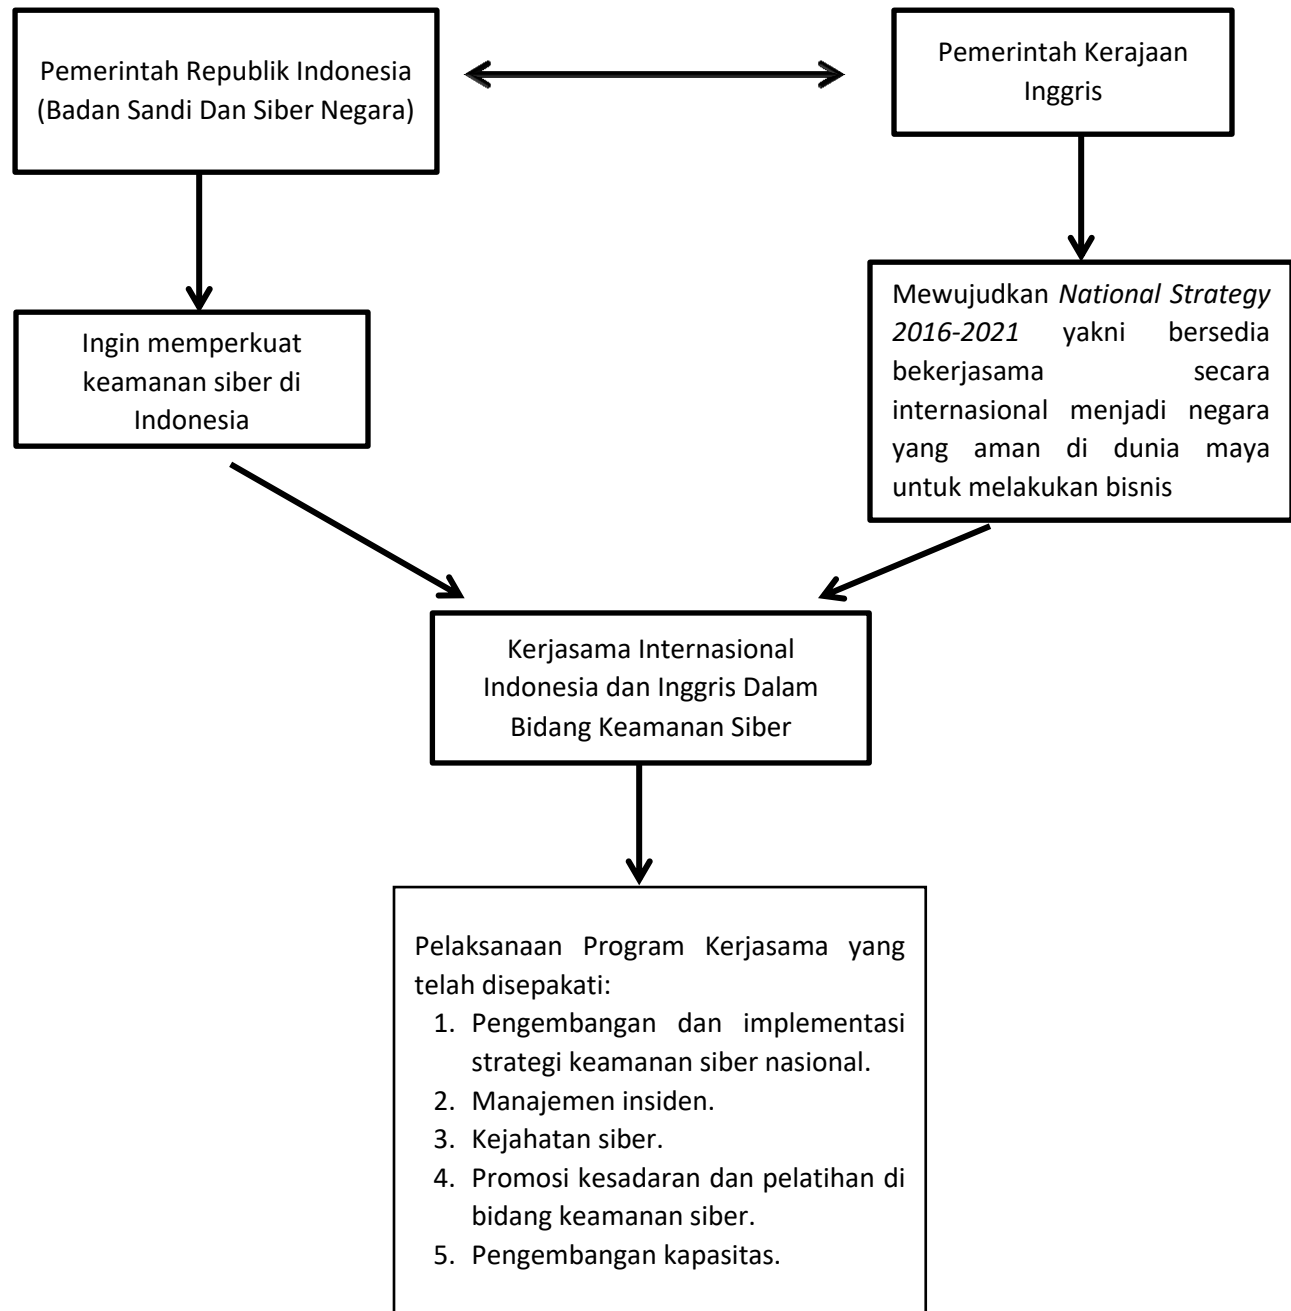 Pemerintah Republik Indonesia
(Badan Sandi Dan Siber Negara)
Pemerintah Kerajaan
Inggris
Ingin memperkuat
keamanan siber di
Indonesia
Mewujudkan National Strategy
2016-2021 yakni bersedia
bekerjasama secara
internasional menjadi negara
yang aman di dunia maya
untuk melakukan bisnis
Kerjasama Internasional
Indonesia dan Inggris Dalam
Bidang Keamanan Siber
Pelaksanaan Program Kerjasama yang
telah disepakati:
1. Pengembangan dan implementasi
strategi keamanan siber nasional.
2. Manajemen insiden.
3. Kejahatan siber.
4. Promosi kesadaran dan pelatihan di
bidang keamanan siber.
5. Pengembangan kapasitas.